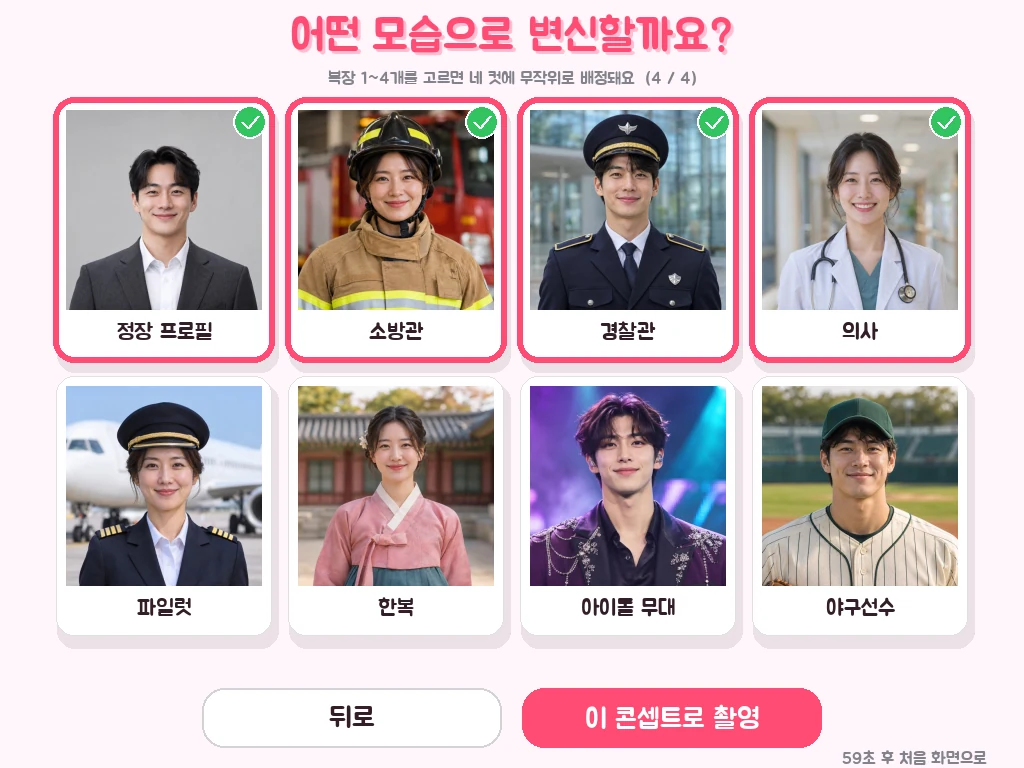 어떤 모습으로 변신할까요?
복장 1~4개를 고르면 네 컷에 무작위로 배정돼요 (4 / 4)
정장 프로필
소방관
경찰관
의사
파일럿
한복
아이돌 무대
야구선수
뒤로
이 콘셉트로 촬영
59초 후 처음 화면으로